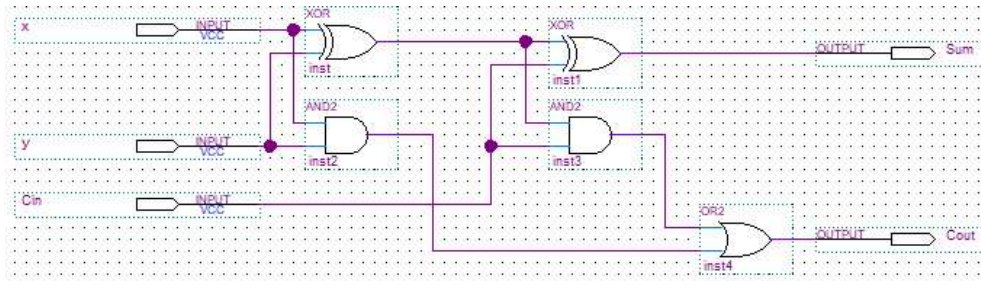 XOR
XOR
x
INPUT
VCC
OUTPUT
Sum
inst
inst1
AND2
AND2
y
INPUT
VCC
inst2
inst3
Cin
INPUT
VCC
OR2
OUTPUT
Cout
inst4